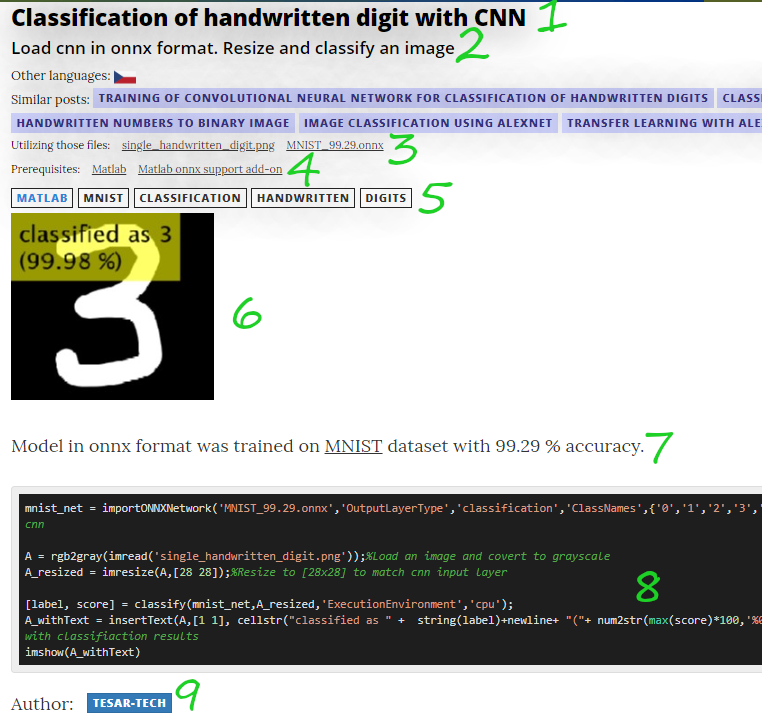 Classification of handwritten digit with CNN 1
Load cnn in onnx format. Resize and classify an image 2
Other languages:
Similar posts: TRAINING OF CONVOLUTIONAL NEURAL NETWORK FOR CLASSIFICATION OF HANDWRITTEN DIGITS CLASS
HANDWRITTEN NUMBERS TO BINARY IMAGE IMAGE CLASSIFICATION USING ALEXNET TRANSFER LEARNING WITH ALE
Utilizing those files: single_handwritten_digit.png MNIST_99.29.onnx 3
Prerequisites: Matlab Matlab onnx support add-on 4
MATLAB MNIST CLASSIFICATION HANDWRITTEN DIGITS 5
classified as 3
(99.98 %)
3
6
Model in onnx format was trained on MNIST dataset with 99.29 % accuracy. 7
mnist_net = importONNXNetwork('MNIST_99.29.onnx','OutputLayerType','classification','ClassNames',{'0','1','2','3','
cnn
A = rgb2gray(imread('single_handwritten_digit.png'));%Load an image and covert to grayscale
A_resized = imresize(A,[28 28]);%Resize to [28x28] to match cnn input layer
8
[label, score] = classify(mnist_net,A_resized,'ExecutionEnvironment','cpu');
A_withText = insertText(A,[1 1], cellstr("classified as " + string(label)+newline+ "("+ num2str(max(score)*100,'%0
with classifiaction results
imshow(A_withText)
Author: TESAR-TECH 9